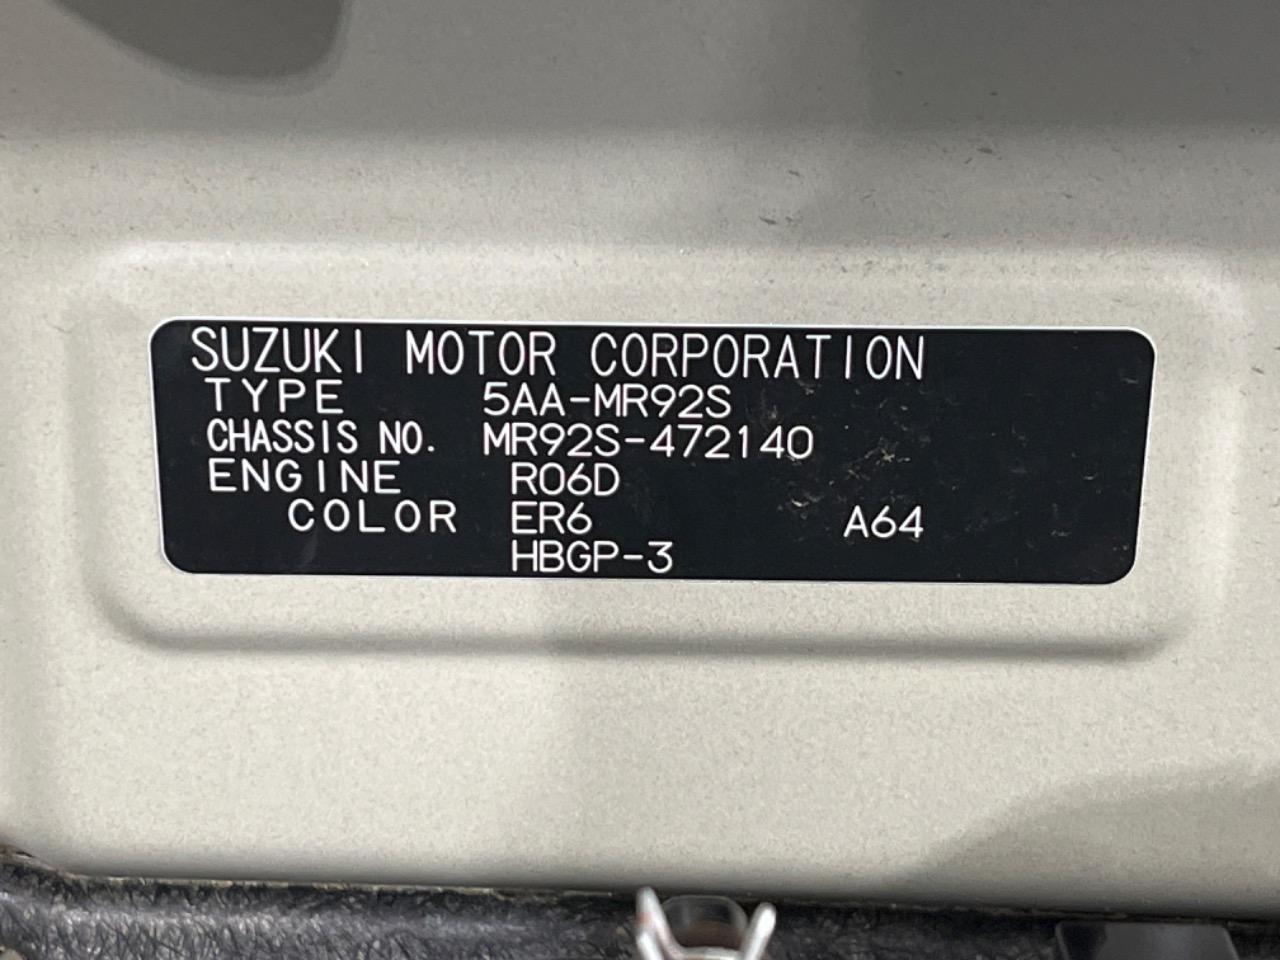 SUZUKI MOTOR CORPORATION
TYPE 5AA-MR92S
CHASSIS NO. MR92S-472140
ENGINE R06D
COLOR ER6 A64
HBGP-3